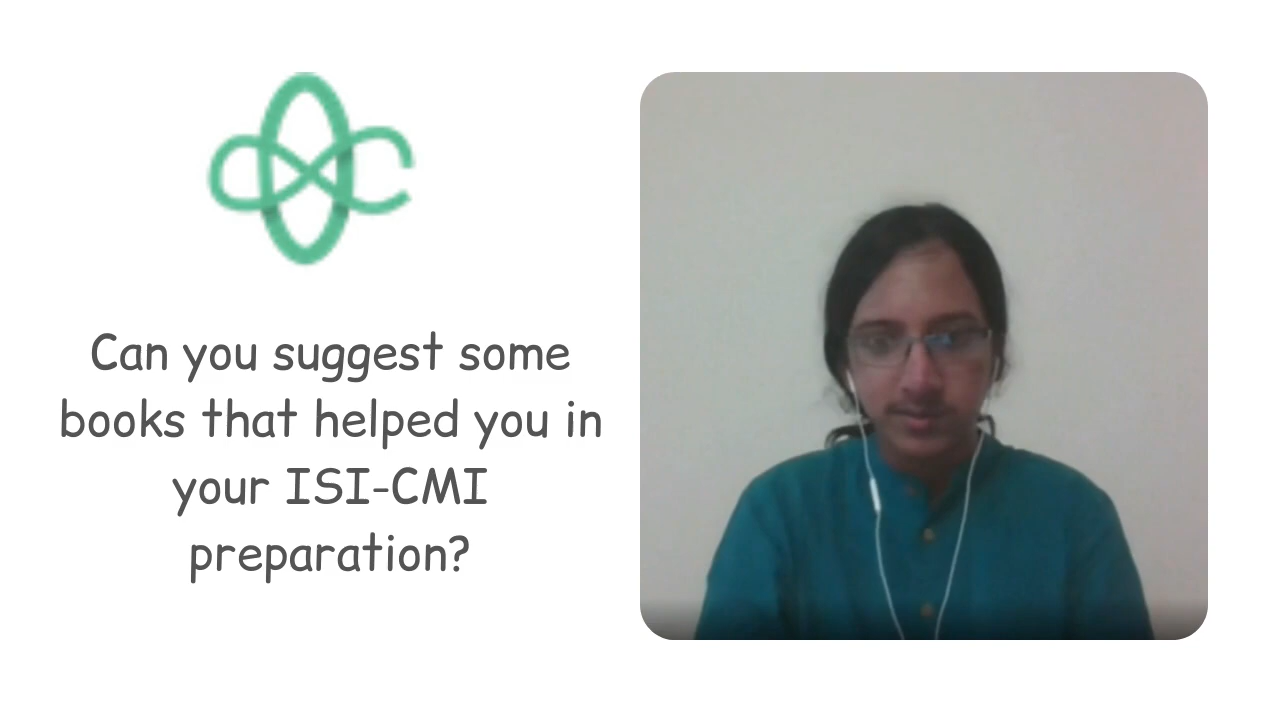 Can you suggest some
books that helped you in
your ISI-CMI
preparation?